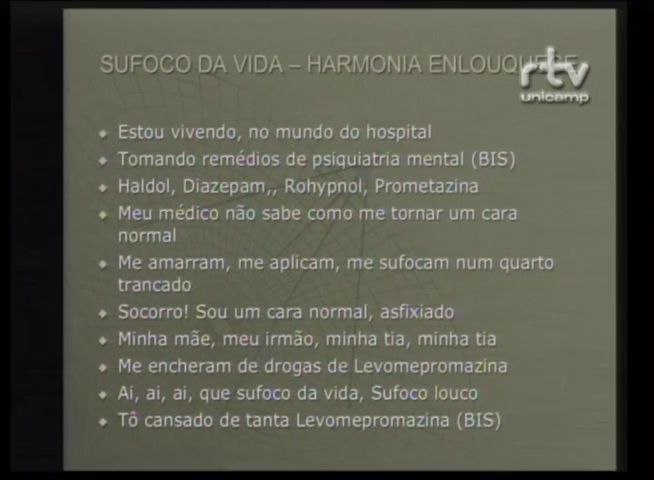 SUFOCO DA VIDA – HARMONIA ENLOUQUECE
rtv
unicamp
Estou vivendo, no mundo do hospital
Tomando remédios de psiquiatria mental (BIS)
Haldol, Diazepam,, Rohypnol, Prometazina
Meu médico não sabe como me tornar um cara
normal
Me amarram, me aplicam, me sufocam num quarto
trancado
Socorro! Sou um cara normal, asfixiado
Minha mãe, meu irmão, minha tia, minha tia
Me encheram de drogas de Levomepromazina
Ai, ai, ai, que sufoco da vida, Sufoco louco
Tô cansado de tanta Levomepromazina (BIS)